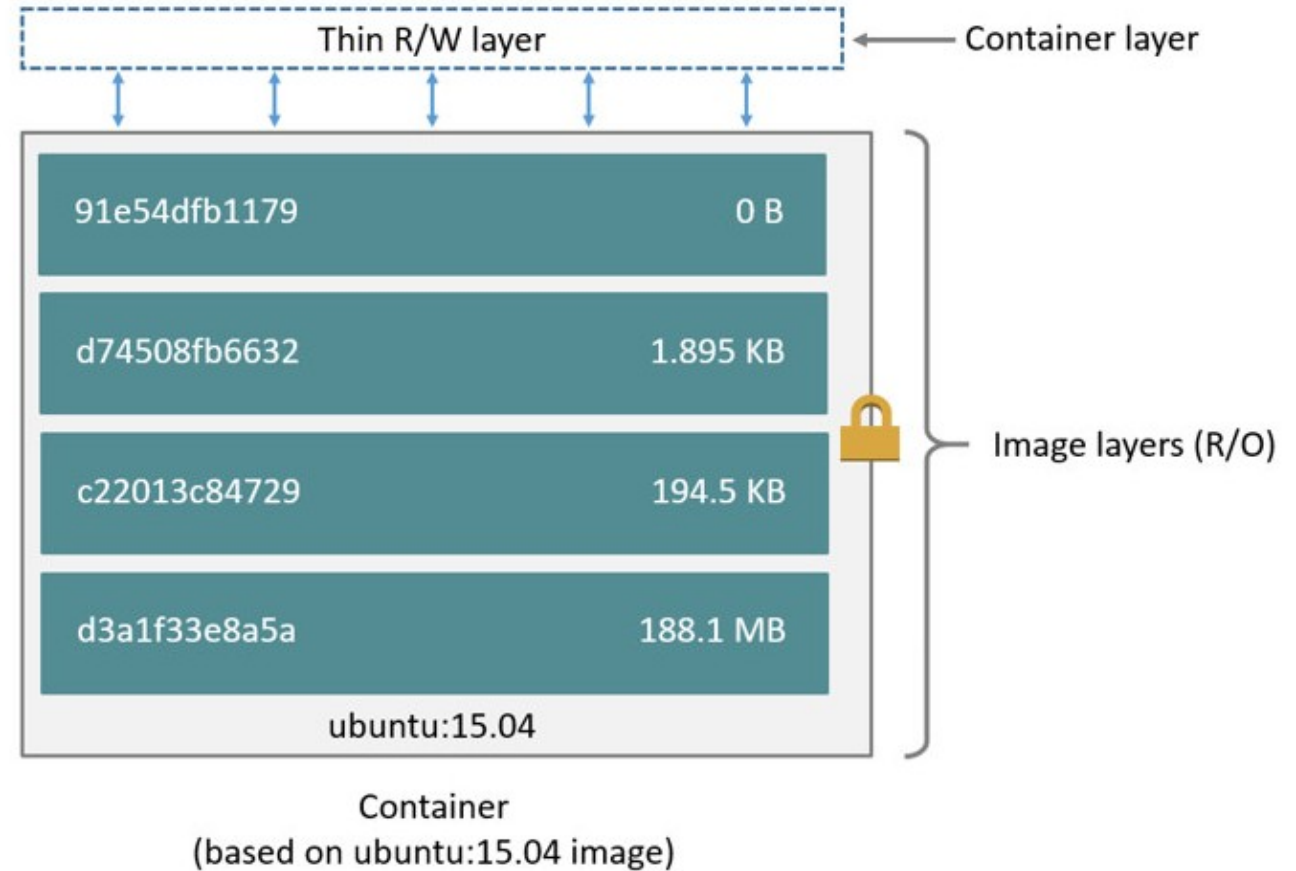 Thin R/W layer
Container layer
91e54dfb1179 0 B
d74508fb6632 1.895 KB
c22013c84729 194.5 KB
Image layers (R/O)
d3a1f33e8a5a 188.1 MB
ubuntu:15.04
Container
(based on ubuntu:15.04 image)